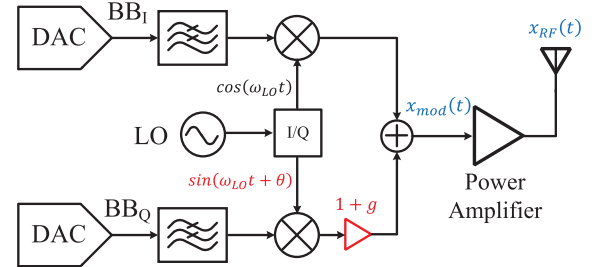 DAC
BB_I
cos(ω_LO t)
LO
I/Q
sin(ω_LO t + θ)
DAC
BB_Q
1 + g
x_mod(t)
Power
Amplifier
x_RF(t)